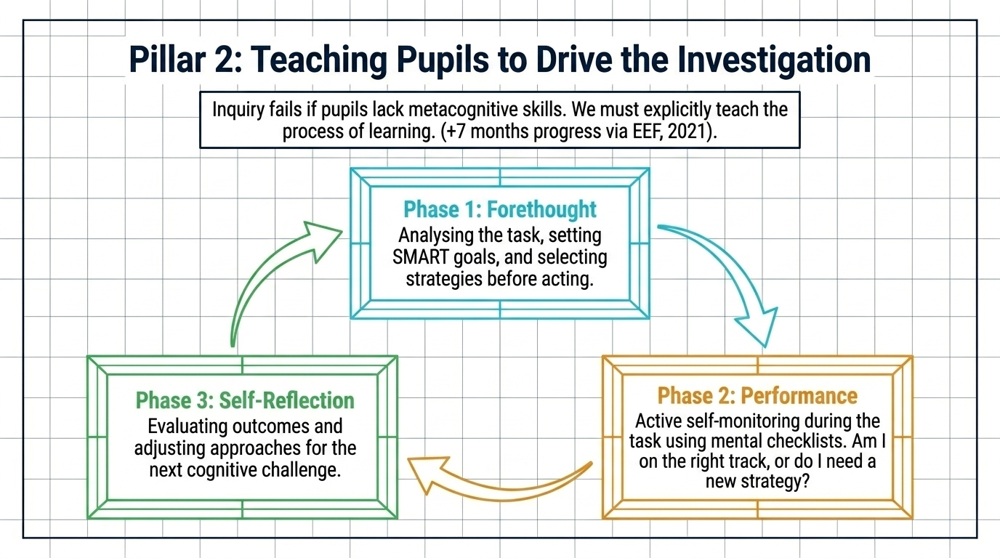 Pillar 2: Teaching Pupils to Drive the Investigation
Inquiry fails if pupils lack metacognitive skills. We must explicitly teach the
process of learning. (+7 months progress via EEF, 2021).
Phase 1: Forethought
Analysing the task, setting
SMART goals, and selecting
strategies before acting.
Phase 2: Performance
Active self-monitoring during the
task using mental checklists. Am I
on the right track, or do I need a
new strategy?
Phase 3: Self-Reflection
Evaluating outcomes and
adjusting approaches for the
next cognitive challenge.